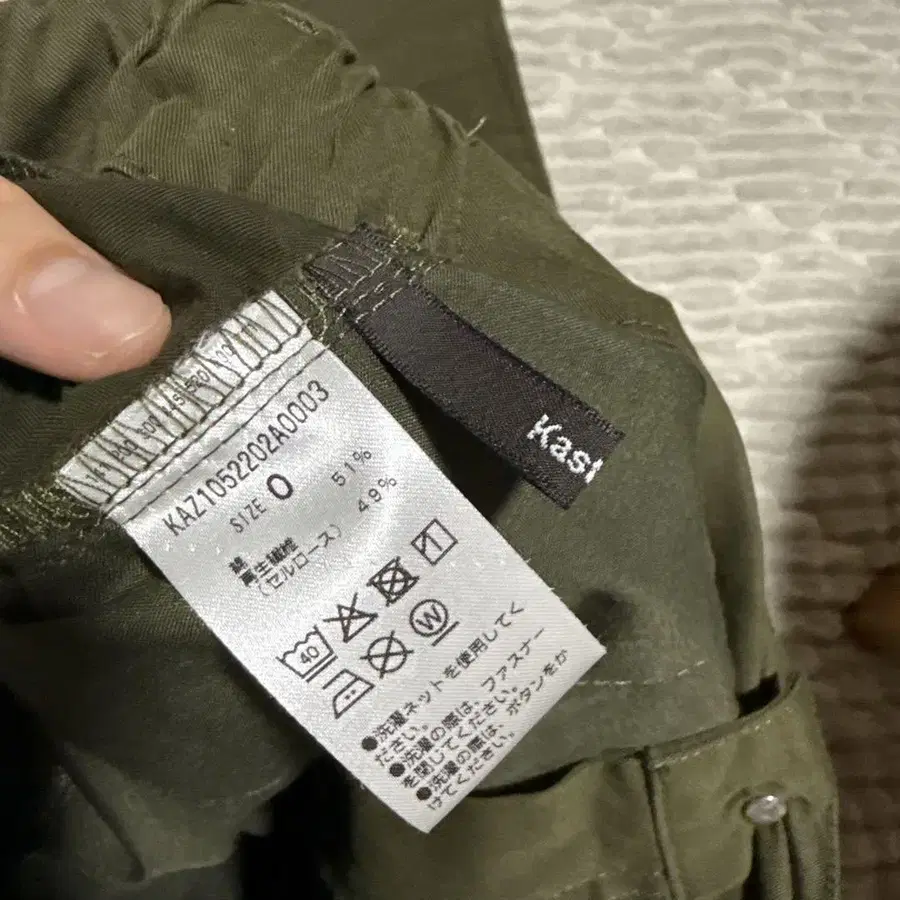 Kast
KAZ1052202A0003
SIZE 0
綿 51%
再生繊維 49%
(セルロース)
40
W
●洗濯ネットを使用してく
ださい。
●洗濯の際は、ファスナー
を閉じてください。
●洗濯の際は、ボタンをか
けてください。